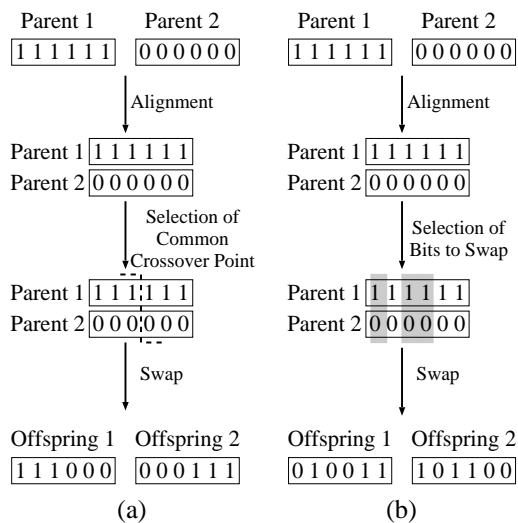 Parent 1 Parent 2
1 1 1 1 1 1 0 0 0 0 0 0
Alignment
Parent 1 1 1 1 1 1 1
Parent 2 0 0 0 0 0 0
Selection of
Common
Crossover Point
Parent 1 1 1 1 1 1 1
Parent 2 0 0 0 0 0 0
Swap
Offspring 1 Offspring 2
1 1 1 0 0 0 0 0 0 1 1 1
(a)
Parent 1 Parent 2
1 1 1 1 1 1 0 0 0 0 0 0
Alignment
Parent 1 1 1 1 1 1 1
Parent 2 0 0 0 0 0 0
Selection of
Bits to Swap
Parent 1 1 1 1 1 1 1
Parent 2 0 0 0 0 0 0
Swap
Offspring 1 Offspring 2
0 1 0 0 1 1 1 0 1 1 0 0
(b)